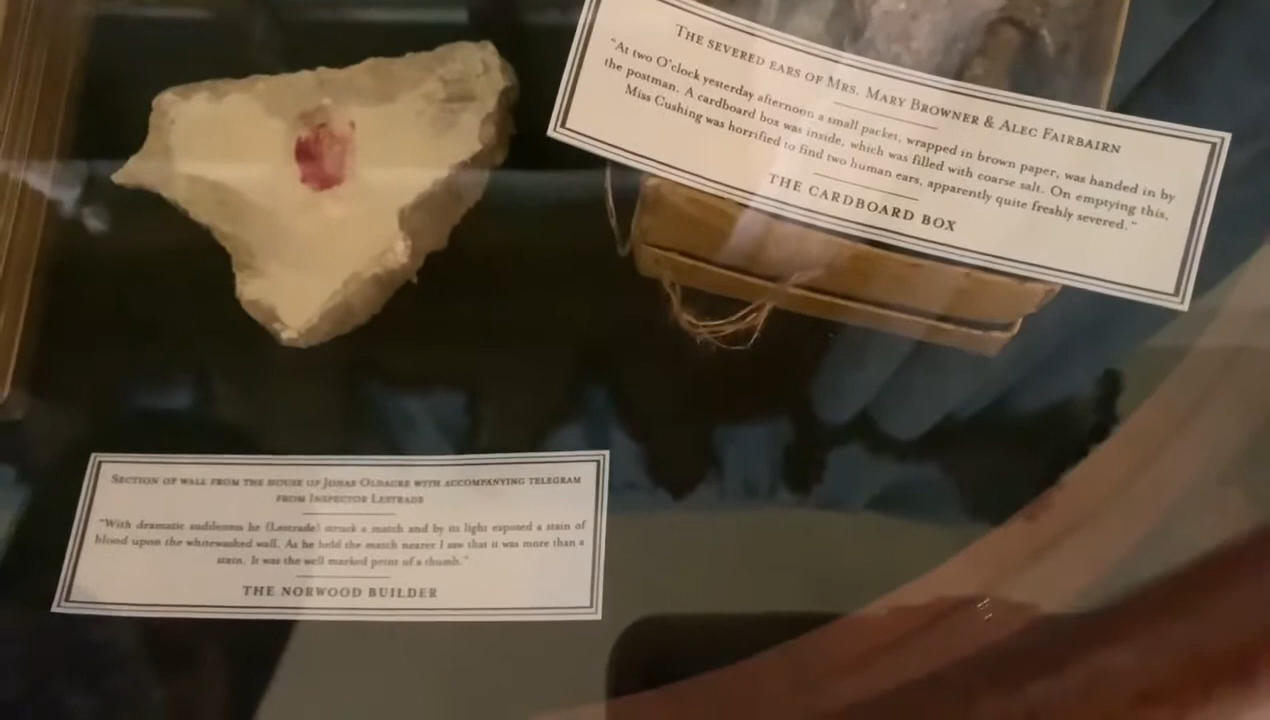 THE SEVERED EARS OF MRS. MARY BROWNER & ALEC FAIRBAIRN
"At two O'clock yesterday afternoon a small packet, wrapped in brown paper, was handed in by
the postman. A cardboard box was inside, which was filled with coarse salt. On emptying this,
Miss Cushing was horrified to find two human ears, apparently quite freshly severed."
THE CARDBOARD BOX
SECTION OF WALL FROM THE HOUSE OF JONAS OLDACRE WITH ACCOMPANYING TELEGRAM
FROM INSPECTOR LESTRADE
"With dramatic suddenness he (Lestrade) struck a match and by its light exposed a stain of
blood upon the whitewashed wall. As he held the match nearer I saw that it was more than a
stain. It was the well marked print of a thumb."
THE NORWOOD BUILDER